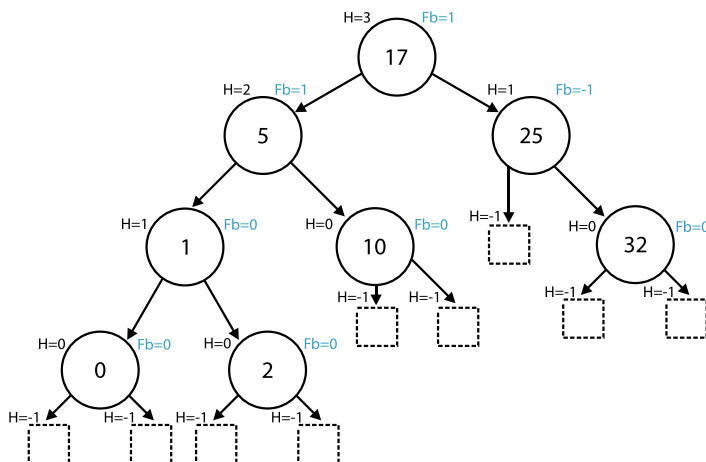 H=3 Fb=1
17
H=2 Fb=1
5
H=1 Fb=-1
25
H=1 Fb=0
1
H=0 Fb=0
10
H=-1
H=0 Fb=0
32
H=-1 H=-1
H=-1 H=-1
H=0 Fb=0
0
H=0 Fb=0
2
H=-1 H=-1 H=-1 H=-1